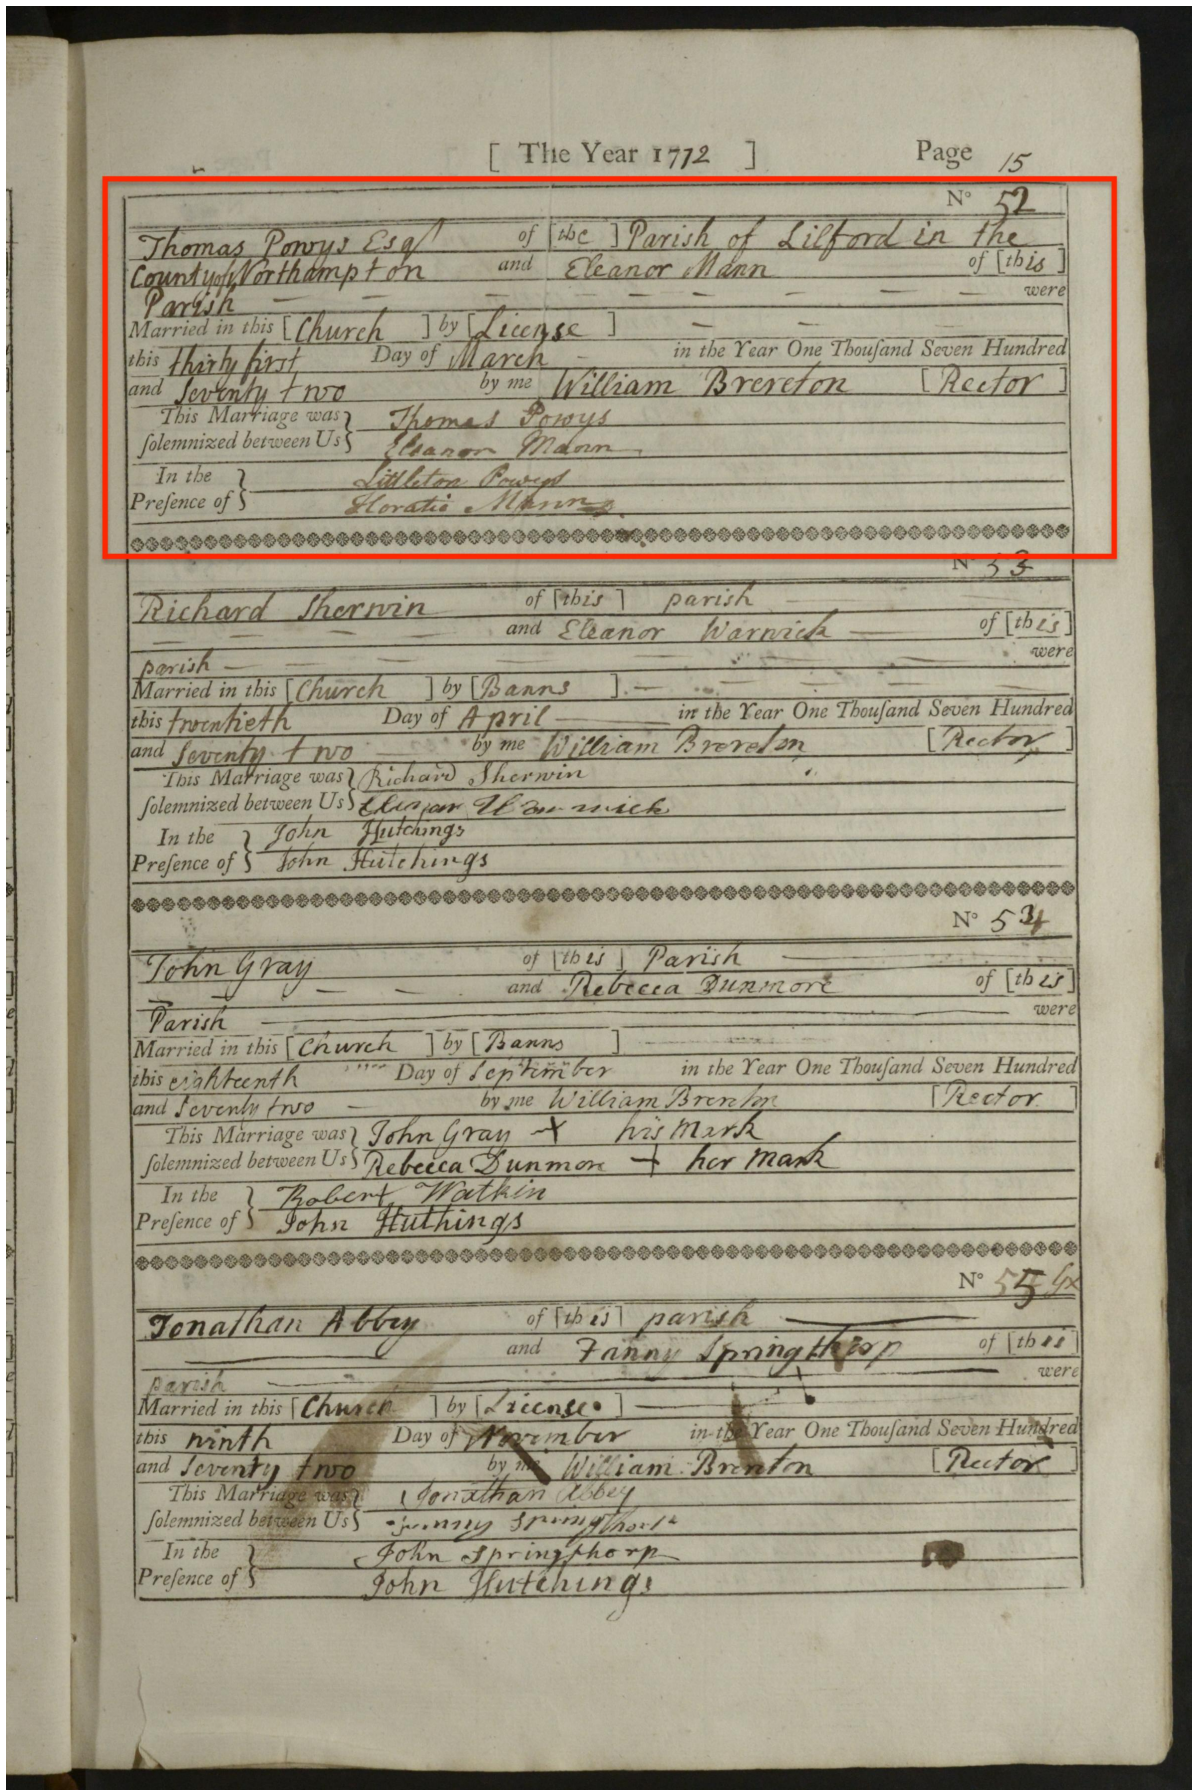 [ The Year 1772 ] Page 15
N° 52
Thomas Powys Esqr of [the ] Parish of Lilford in the
County of Northampton and Eleanor Mann of [this ]
Parish were
Married in this [Church ] by [License ]
this thirty first Day of March in the Year One Thouſand Seven Hundred
and Seventy two by me William Brereton [Rector ]
This Marriage was } Thomas Powys
ſolemnized between Us } Eleanor Mann
In the } Littleton Powys
Preſence of } Horatio Mann
N° 53
Richard Sherwin of [this ] parish
and Eleanor Warwick of [this]
parish were
Married in this [Church ] by [Banns ]
this twentieth Day of April in the Year One Thouſand Seven Hundred
and Seventy two by me William Brereton [Rector ]
This Marriage was } Richard Sherwin
ſolemnized between Us } Warwick
In the } John Hutchings
Preſence of } John Hutchings
N° 54
John Gray of [this ] Parish
and Rebecca Dunmore of [this]
Parish were
Married in this [Church ] by [Banns ]
this eighteenth Day of September in the Year One Thouſand Seven Hundred
and Seventy two by me William Brereton [Rector ]
This Marriage was } John Gray + his Mark
ſolemnized between Us } Rebecca Dunmore + her Mark
In the } Robert Watkin
Preſence of } John Huthings
N° 55
Jonathan Abbey of [this] parish
and Fanny Springthorp of [this]
parish were
Married in this [Church ] by [License ]
this ninth Day of November in the Year One Thouſand Seven Hundred
and Seventy two by me William Brereton [Rector ]
This Marriage was } Jonathan Abbey
ſolemnized between Us }
In the } John Springthorp
Preſence of } John Hutchings